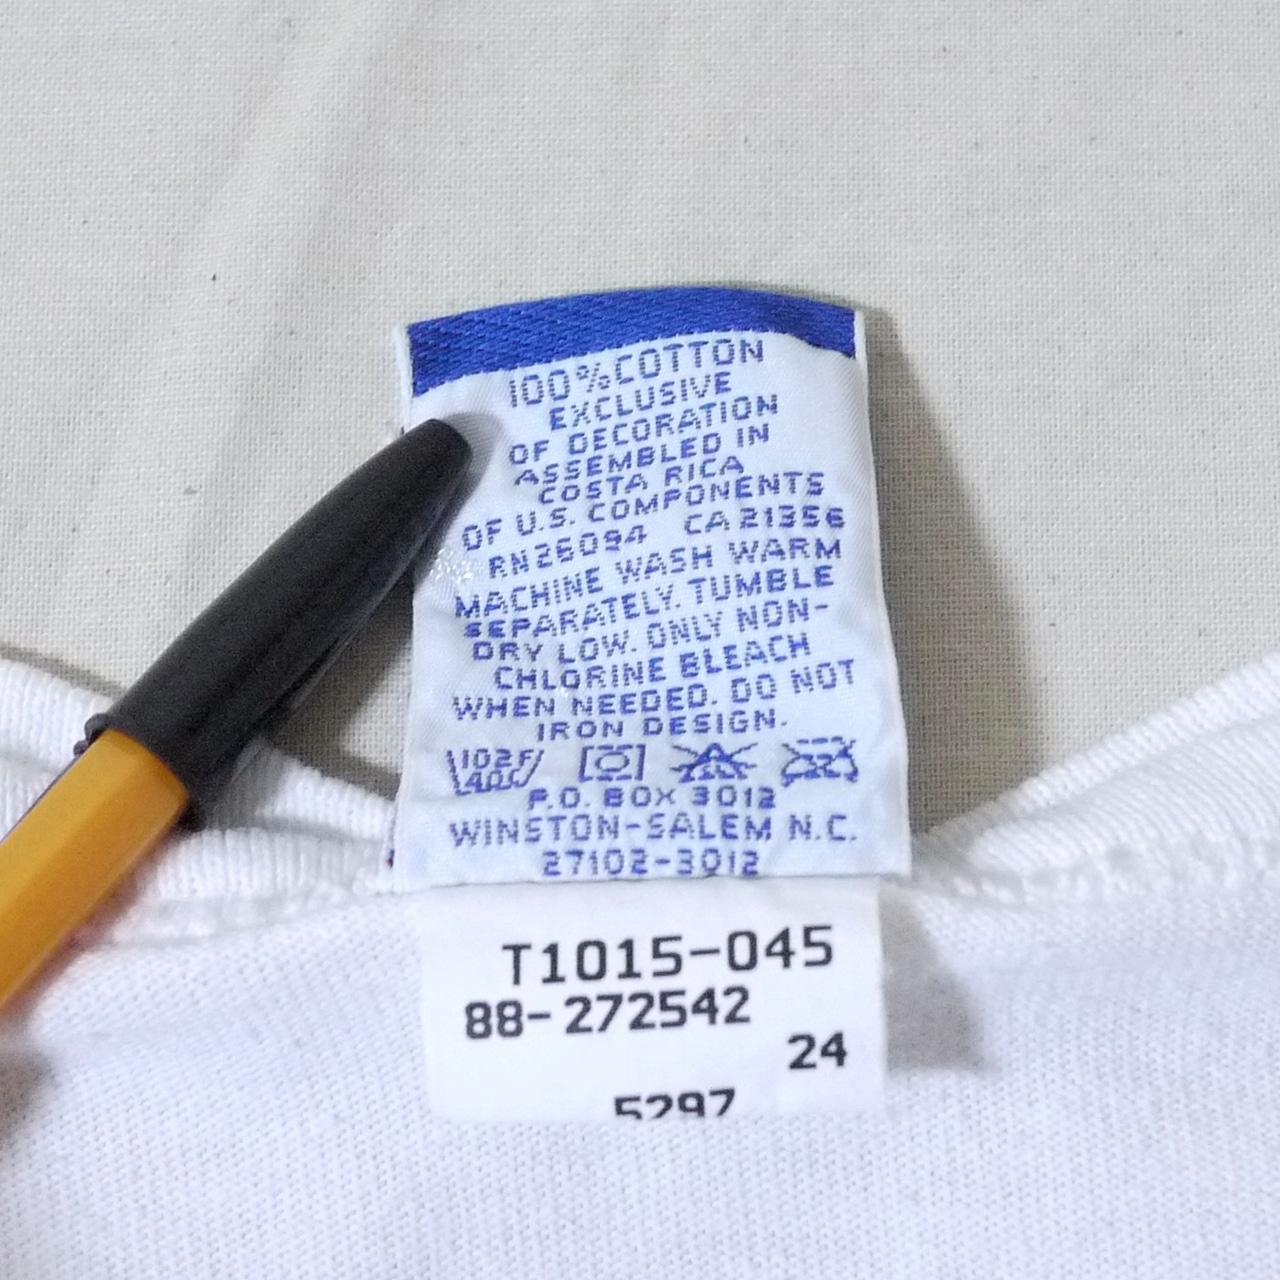 100% COTTON
EXCLUSIVE
OF DECORATION
ASSEMBLED IN
COSTA RICA
OF U.S. COMPONENTS
RN26094 CA 21356
MACHINE WASH WARM
SEPARATELY. TUMBLE
DRY LOW. ONLY NON-
CHLORINE BLEACH
WHEN NEEDED. DO NOT
IRON DESIGN.
102F
40C
P.O. BOX 3012
WINSTON-SALEM N.C.
27102-3012
T1015-045
88-272542
24
5297